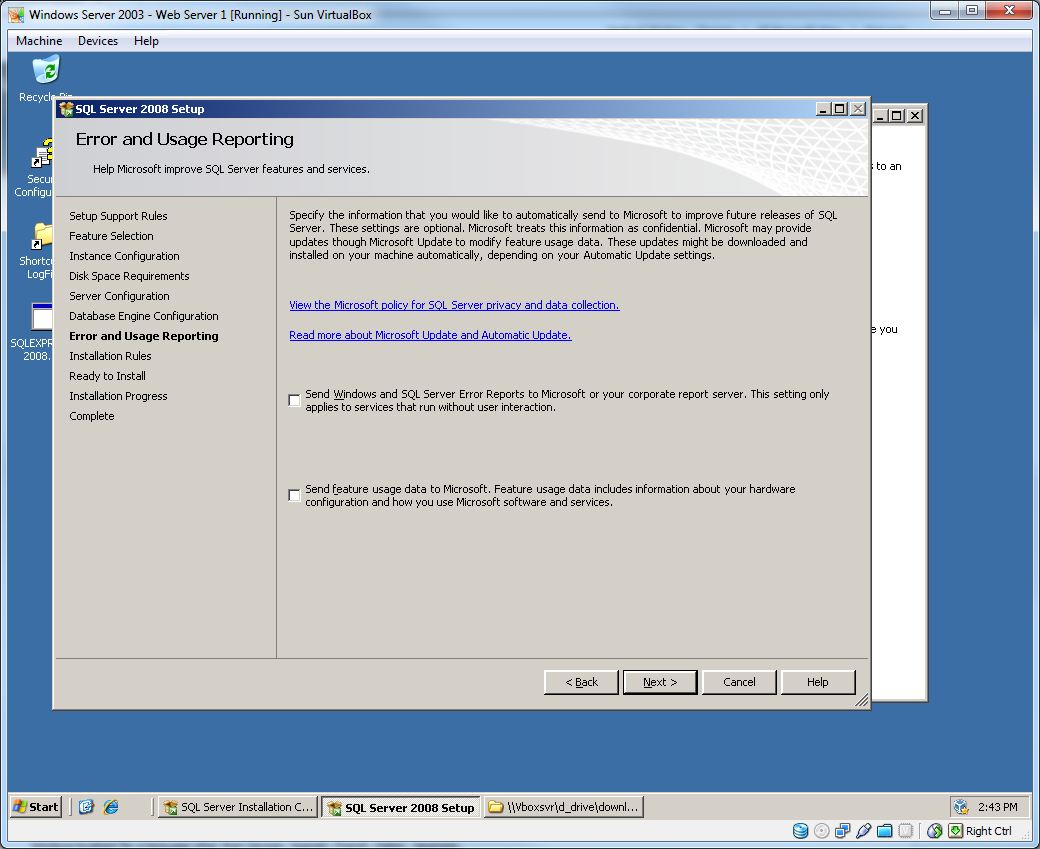 Windows Server 2003 - Web Server 1 [Running] - Sun VirtualBox
Machine Devices Help
Recycle Bin
SQL Server 2008 Setup
Error and Usage Reporting
Help Microsoft improve SQL Server features and services.
s to an
Secu
Configu
Setup Support Rules
Feature Selection
Instance Configuration
Disk Space Requirements
Server Configuration
Database Engine Configuration
Error and Usage Reporting
Installation Rules
Ready to Install
Installation Progress
Complete
Shortc
LogFi
SQLEXPR
2008.
Specify the information that you would like to automatically send to Microsoft to improve future releases of SQL
Server. These settings are optional. Microsoft treats this information as confidential. Microsoft may provide
updates though Microsoft Update to modify feature usage data. These updates might be downloaded and
installed on your machine automatically, depending on your Automatic Update settings.
View the Microsoft policy for SQL Server privacy and data collection.
Read more about Microsoft Update and Automatic Update.
e you
Send Windows and SQL Server Error Reports to Microsoft or your corporate report server. This setting only
applies to services that run without user interaction.
Send feature usage data to Microsoft. Feature usage data includes information about your hardware
configuration and how you use Microsoft software and services.
< Back Next > Cancel Help
Start SQL Server Installation C... SQL Server 2008 Setup \\Vboxsvr\d_drive\downl... 2:43 PM
Right Ctrl